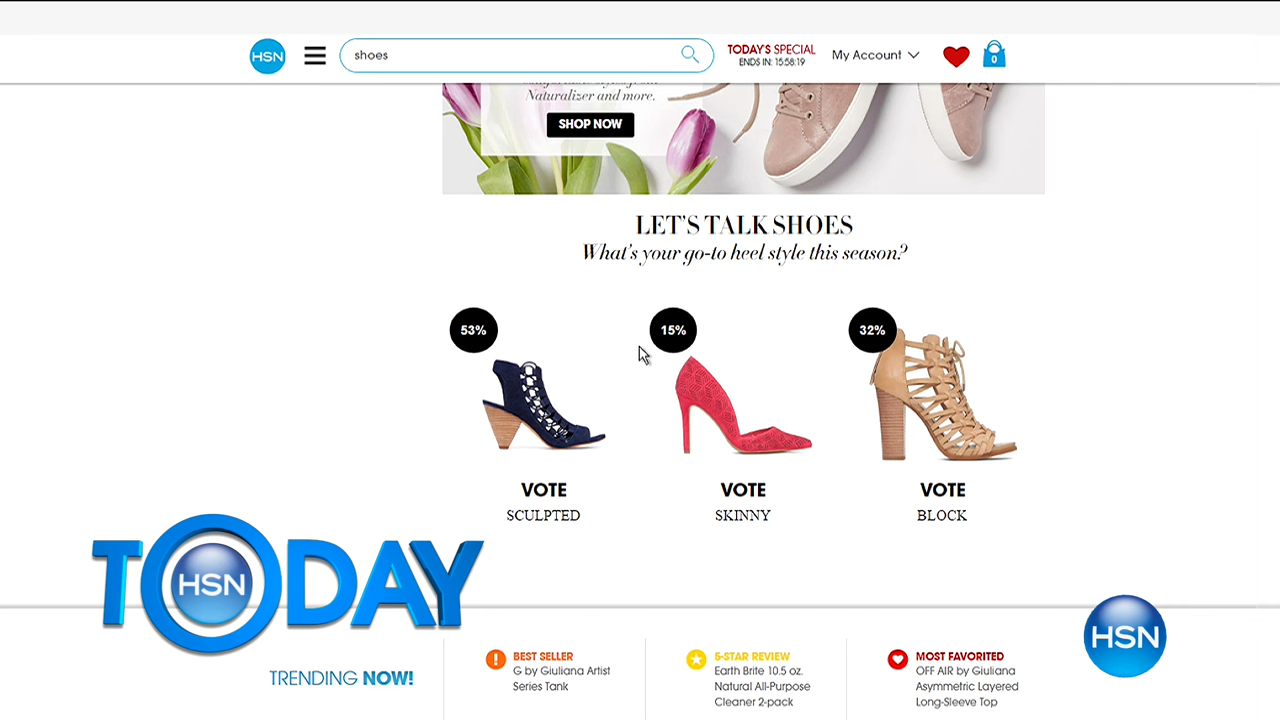 HSN
shoes
TODAY'S SPECIAL
ENDS IN: 15:58:19
My Account
0
Naturalizer and more.
SHOP NOW
LET'S TALK SHOES
What's your go-to heel style this season?
53%
15%
32%
VOTE
SCULPTED
VOTE
SKINNY
VOTE
BLOCK
TODAY
HSN
HSN
TRENDING NOW!
BEST SELLER
G by Giuliana Artist
Series Tank
5-STAR REVIEW
Earth Brite 10.5 oz.
Natural All-Purpose
Cleaner 2-pack
MOST FAVORITED
OFF AIR by Giuliana
Asymmetric Layered
Long-Sleeve Top